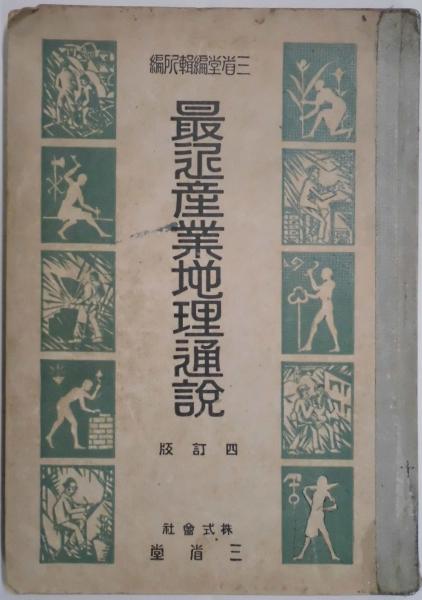 三省堂編輯所編
最近産業地理通說
四訂版
株式會社
三省堂